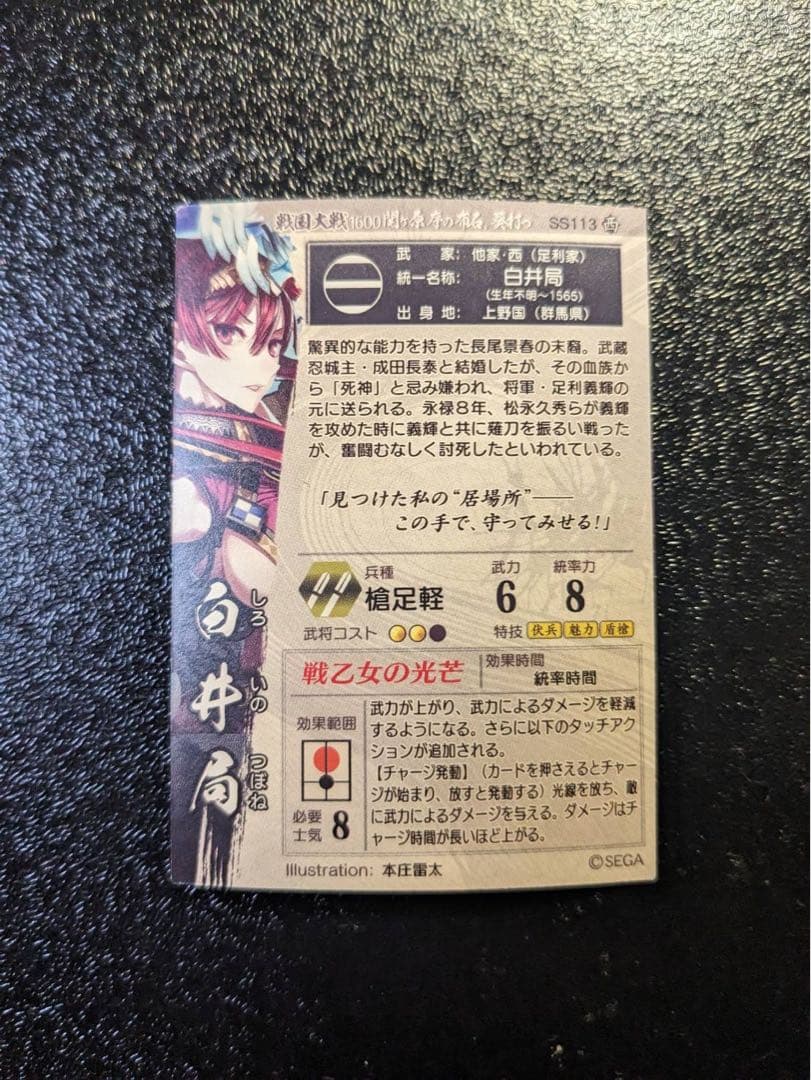 戦国大戦 1600 関ヶ原 序の布石、葵打つ SS113 西
武家: 他家・西(足利家)
統一名称: 白井局
(生年不明~1565)
出身地: 上野国(群馬県)
驚異的な能力を持った長尾景春の末裔。武蔵
忍城主・成田長泰と結婚したが、その血族か
ら「死神」と忌み嫌われ、将軍・足利義輝の
元に送られる。永禄8年、松永久秀らが義輝
を攻めた時に義輝と共に薙刀を振るい戦った
が、奮闘むなしく討死したといわれている。
「見つけた私の“居場所”――
この手で、守ってみせる!」
兵種
槍足軽
武力
6
統率力
8
武将コスト
特技 伏兵 魅力 盾槍
戦乙女の光芒
効果時間
統率時間
効果範囲
必要士気 8
武力が上がり、武力によるダメージを軽減
するようになる。さらに以下のタッチアク
ションが追加される。
【チャージ発動】(カードを押さえるとチャー
ジが始まり、放すと発動する)光線を放ち、敵
に武力によるダメージを与える。ダメージはチ
ャージ時間が長いほど上がる。
白井局
しろいのつぼね
Illustration: 本庄雷太
©SEGA